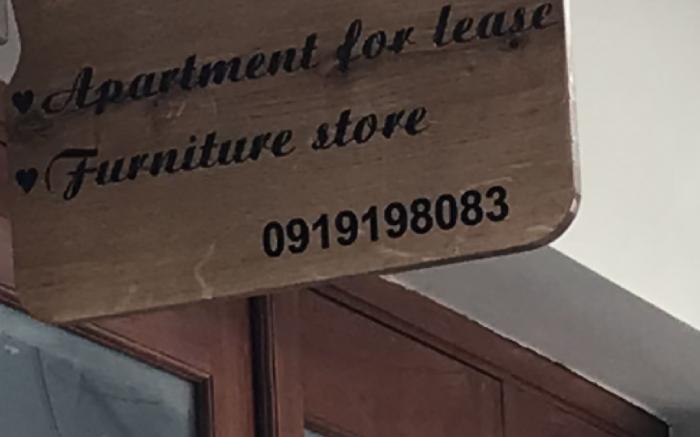 ♥ Apartment for lease
♥ Furniture store
0919198083